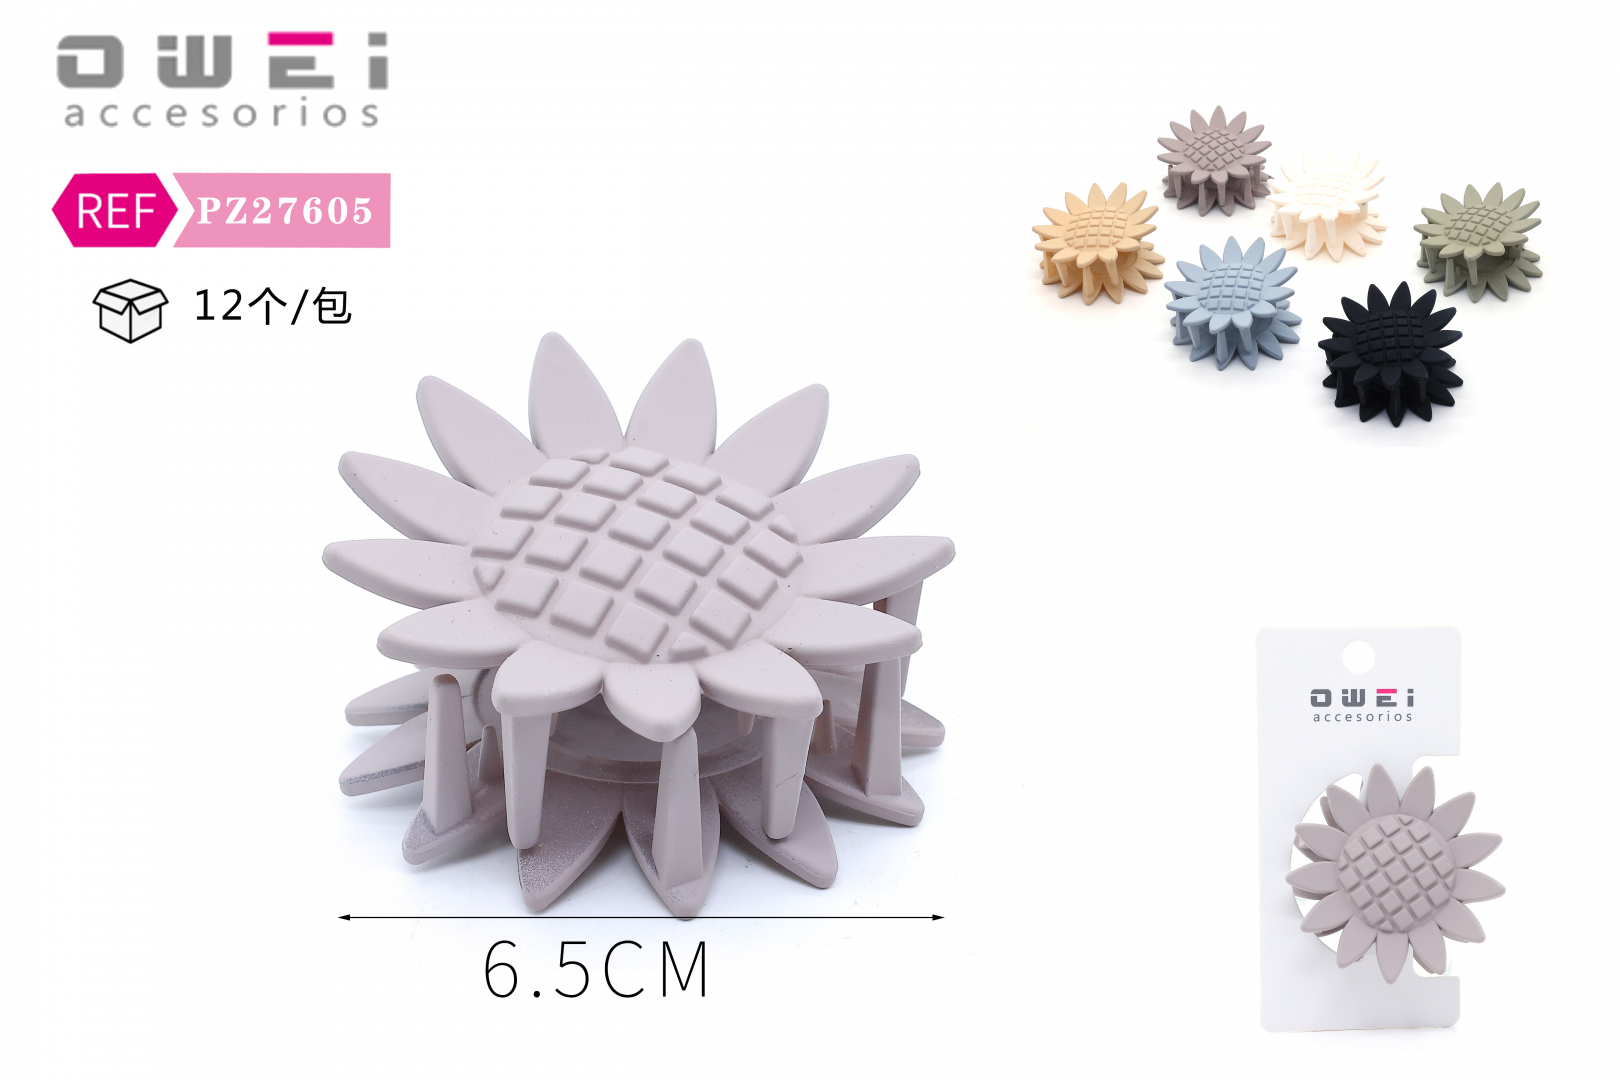 OWEi
accesorios
REF PZ27605
12个/包
6.5CM
OWEi
accesorios